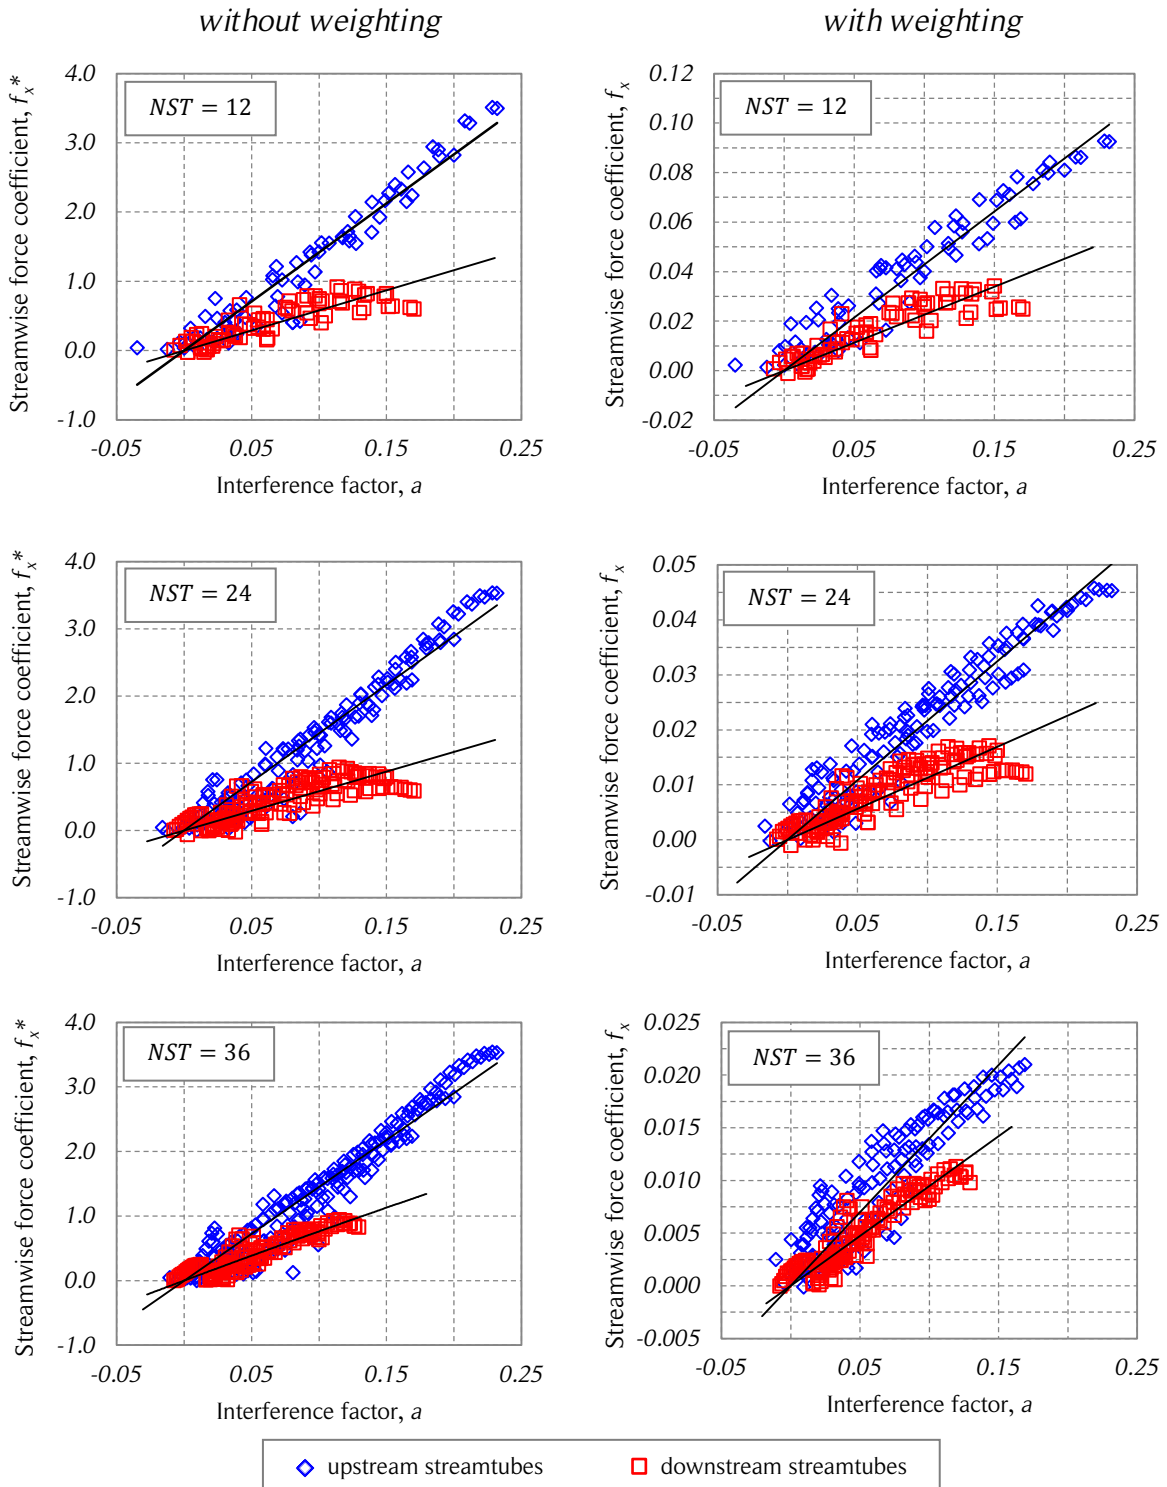 without weighting
with weighting
Streamwise force coefficient, fₓ*
4.0
3.0
2.0
1.0
0.0
-1.0
NST = 12
-0.05
0.05
0.15
0.25
Interference factor, a
Streamwise force coefficient, fₓ
0.12
0.10
0.08
0.06
0.04
0.02
0.00
-0.02
NST = 12
-0.05
0.05
0.15
0.25
Interference factor, a
Streamwise force coefficient, fₓ*
4.0
3.0
2.0
1.0
0.0
-1.0
NST = 24
-0.05
0.05
0.15
0.25
Interference factor, a
Streamwise force coefficient, fₓ
0.05
0.04
0.03
0.02
0.01
0.00
-0.01
NST = 24
-0.05
0.05
0.15
0.25
Interference factor, a
Streamwise force coefficient, fₓ*
4.0
3.0
2.0
1.0
0.0
-1.0
NST = 36
-0.05
0.05
0.15
0.25
Interference factor, a
Streamwise force coefficient, fₓ
0.025
0.020
0.015
0.010
0.005
0.000
-0.005
NST = 36
-0.05
0.05
0.15
0.25
Interference factor, a
upstream streamtubes
downstream streamtubes